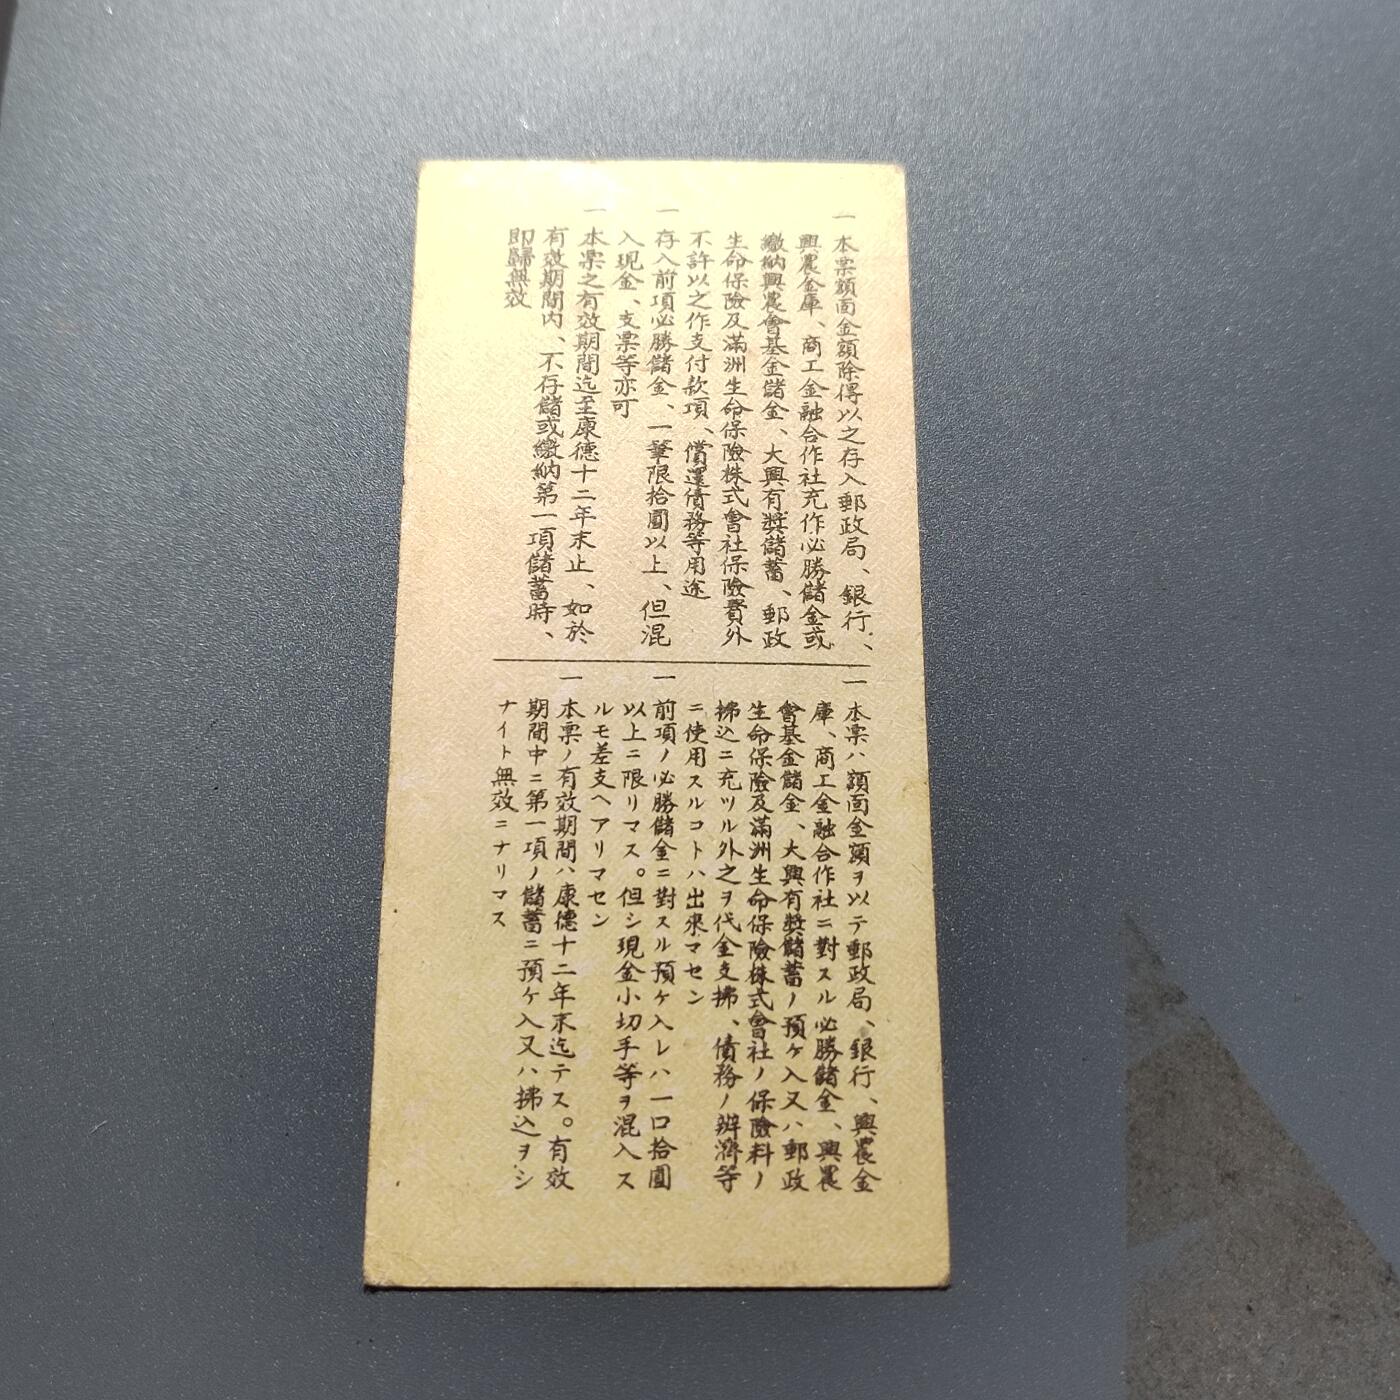 一 本票額面金額除得以之存入郵政局、銀行、
興農金庫、商工金融合作社充作必勝儲金或
繳納興農會基金儲金、大興有獎儲蓄、郵政
生命保險及滿洲生命保險株式會社保險費外
不許以之作支付款項、償還債務等用途
一 存入前項必勝儲金、一筆限拾圓以上、但混
入現金、支票等亦可
一 本票之有效期間迄至康德十二年末止、如於
有效期間内、不存儲或繳納第一項儲蓄時、
即歸無效
一 本票ハ額面金額ヲ以テ郵政局、銀行、興農金
庫、商工金融合作社ニ對スル必勝儲金、興農
會基金儲金、大興有獎儲蓄ノ預ケ入又ハ郵政
生命保險及滿洲生命保險株式會社ノ保險料ノ
拂込ニ充ツル外之ヲ代金支拂、債務ノ辨濟等
ニ使用スルコトハ出來マセン
一 前項ノ必勝儲金ニ對スル預ケ入レハ一口拾圓
以上ニ限リマス。但シ現金小切手等ヲ混入ス
ルモ差支ヘアリマセン
一 本票ノ有效期間ハ康德十二年末迄テス。有效
期間中ニ第一項ノ儲蓄ニ預ケ入又ハ拂込ヲシ
ナイト無效ニナリマス